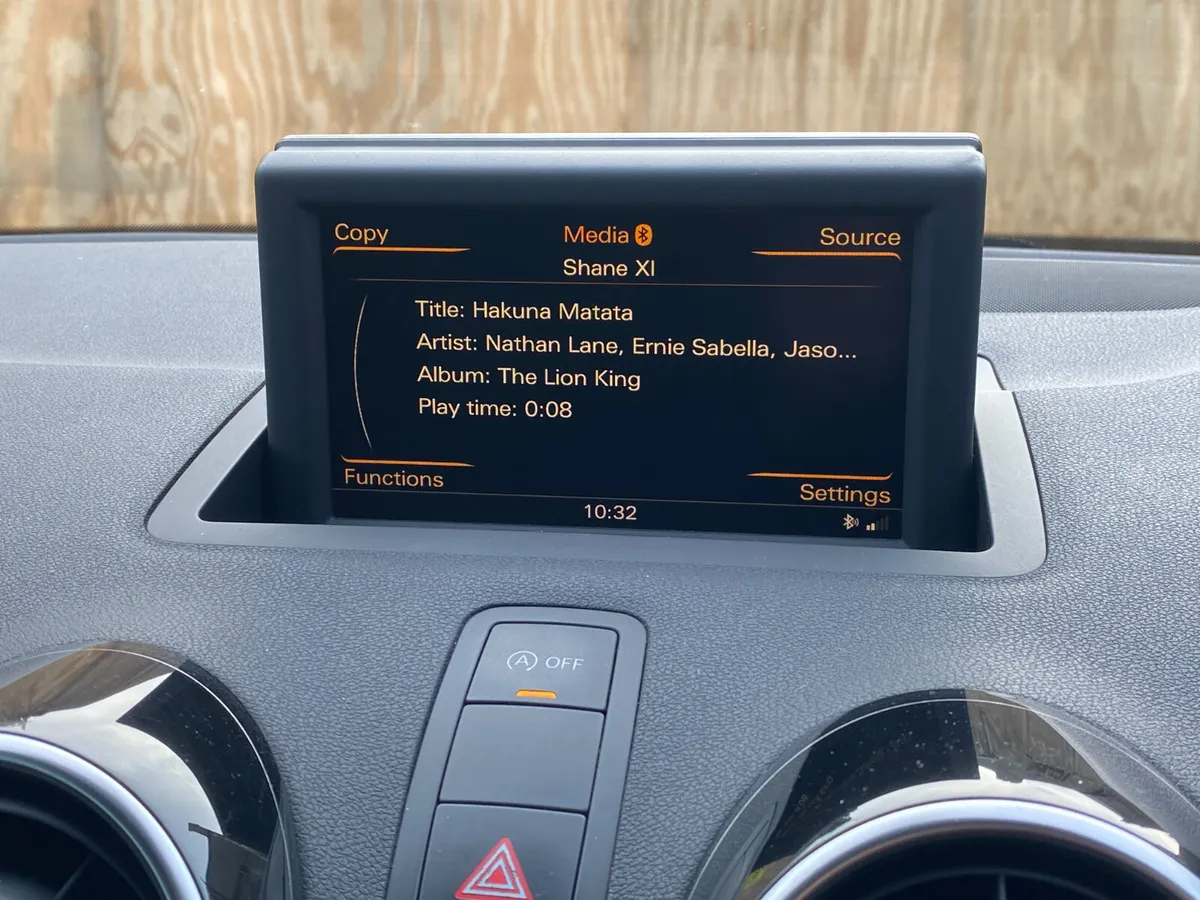 Copy
Media
Source
Shane XI
Title: Hakuna Matata
Artist: Nathan Lane, Ernie Sabella, Jaso...
Album: The Lion King
Play time: 0:08
Functions
Settings
10:32
A OFF